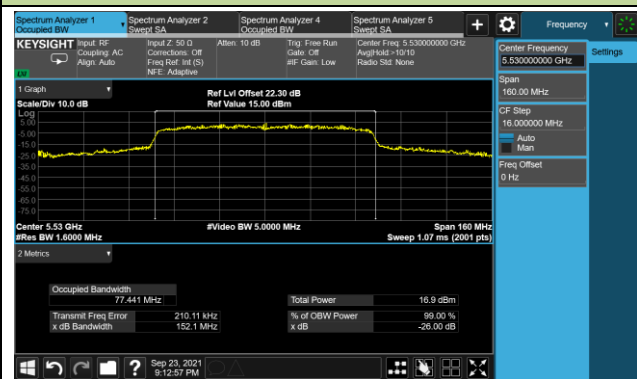 Spectrum Analyzer 1
Occupied BW
Spectrum Analyzer 2
Swept SA
Spectrum Analyzer 4
Occupied BW
Spectrum Analyzer 5
Swept SA
+
Frequency
KEYSIGHT
Input: RF
Coupling: AC
Align: Auto
Input Z: 50 Ω
Corrections: Off
Freq Ref: Int (S)
NFE: Adaptive
Atten: 10 dB
Trig: Free Run
Gate: Off
#IF Gain: Low
Center Freq: 5.530000000 GHz
Avg|Hold:>10/10
Radio Std: None
Center Frequency
5.530000000 GHz
Settings
Span
160.00 MHz
CF Step
16.000000 MHz
Auto
Man
Freq Offset
0 Hz
1 Graph
Scale/Div 10.0 dB
Ref Lvl Offset 22.30 dB
Ref Value 15.00 dBm
Log
5.00
-5.00
-15.0
-25.0
-35.0
-45.0
-55.0
-65.0
-75.0
Center 5.53 GHz
#Res BW 1.6000 MHz
#Video BW 5.0000 MHz
Span 160 MHz
Sweep 1.07 ms (2001 pts)
2 Metrics
Occupied Bandwidth
77.441 MHz
Total Power 16.9 dBm
Transmit Freq Error 210.11 kHz
% of OBW Power 99.00 %
x dB Bandwidth 152.1 MHz
x dB -26.00 dB
?
Sep 23, 2021
9:12:57 PM